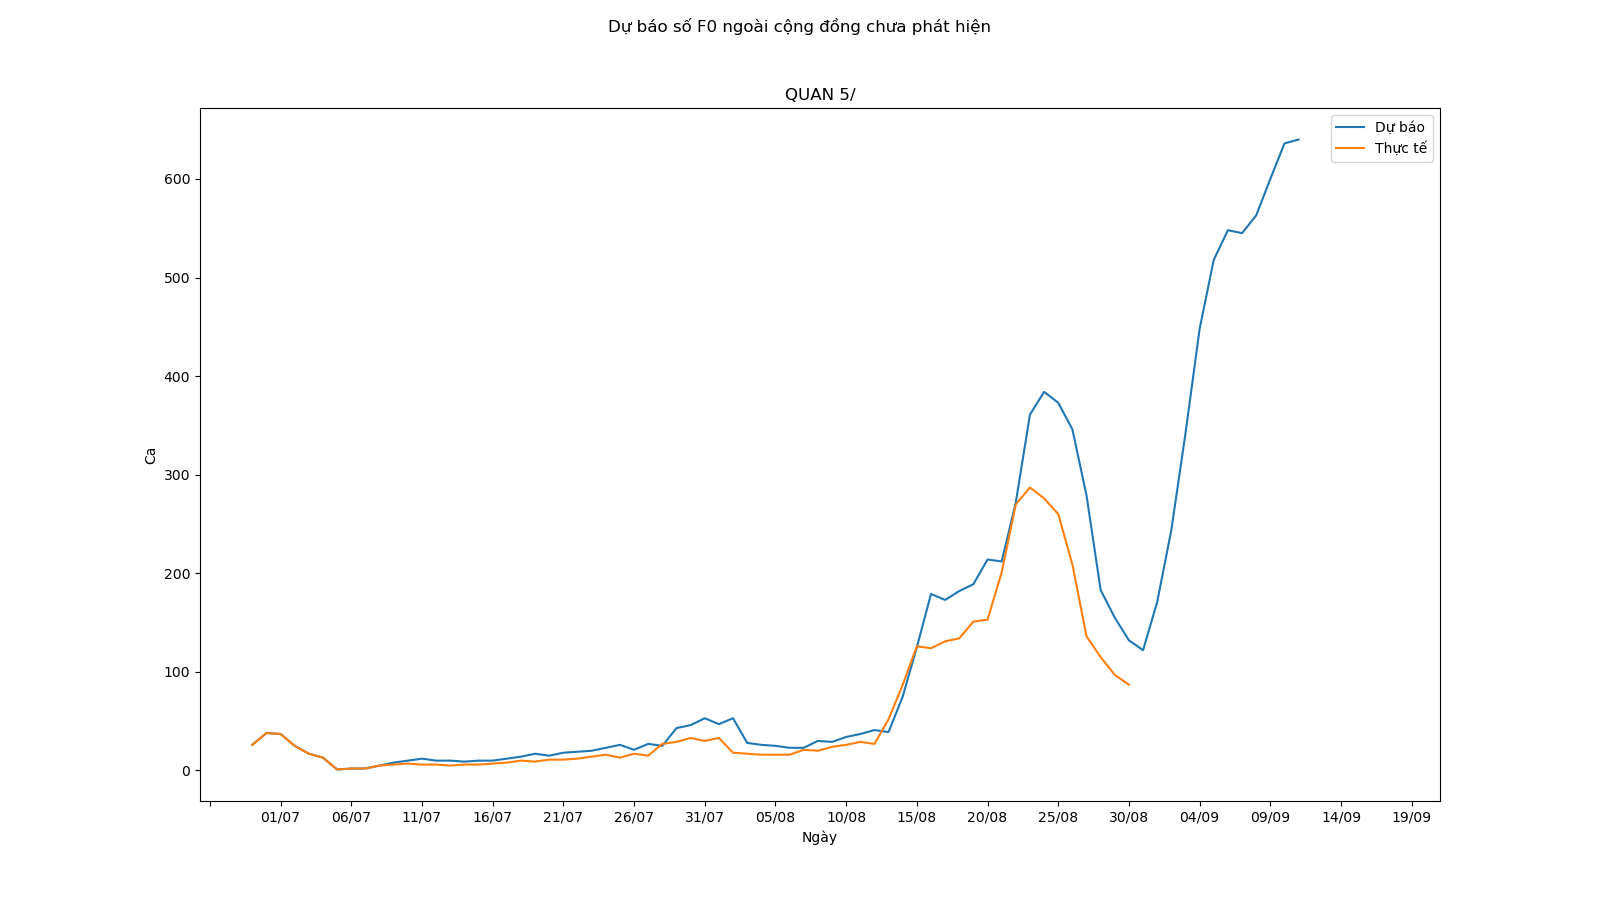 Dự báo số F0 ngoài cộng đồng chưa phát hiện
QUAN 5/
Dự báo
Thực tế
600
500
400
300
200
100
0
Ca
01/07 06/07 11/07 16/07 21/07 26/07 31/07 05/08 10/08 15/08 20/08 25/08 30/08 04/09 09/09 14/09 19/09
Ngày